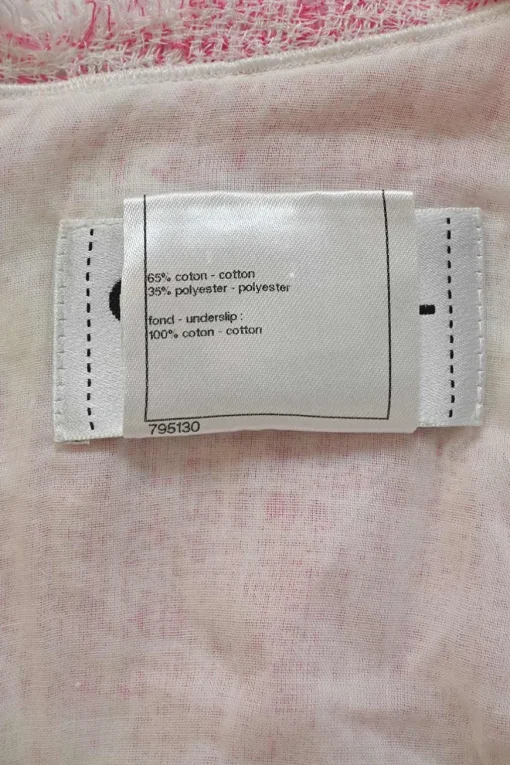 65% coton - cotton
35% polyester - polyester
fond - underslip :
100% coton - cotton
795130